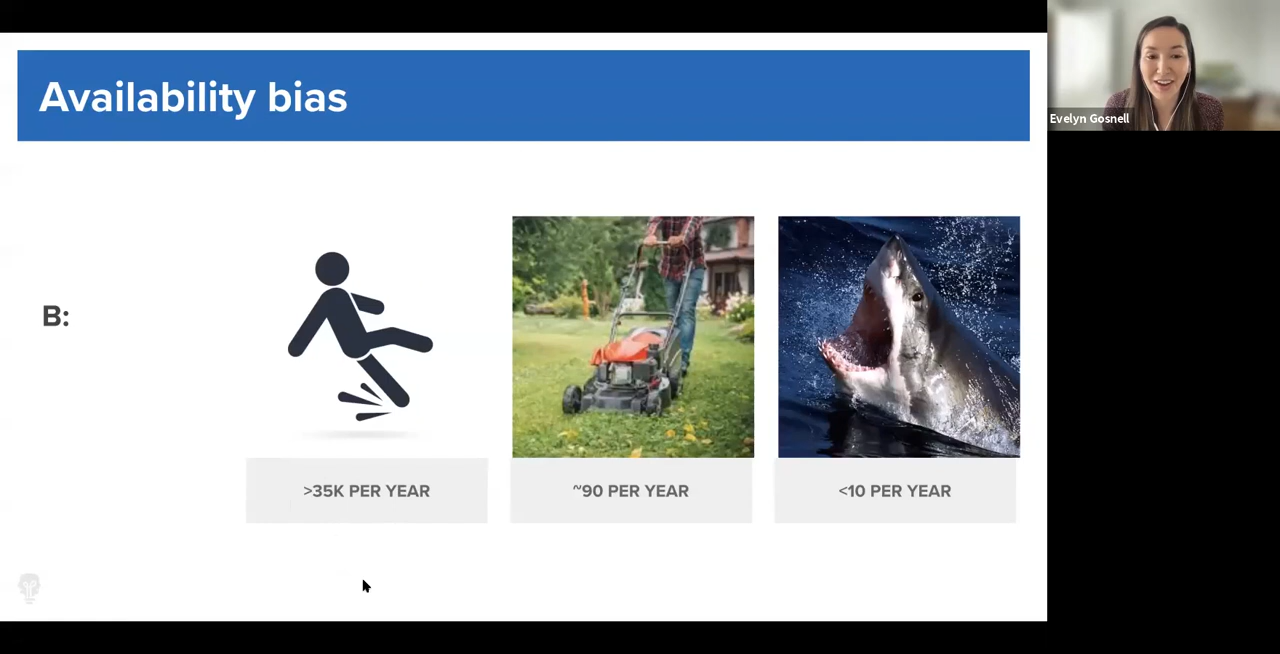 Availability bias
Evelyn Gosnell
B:
>35K PER YEAR
~90 PER YEAR
<10 PER YEAR